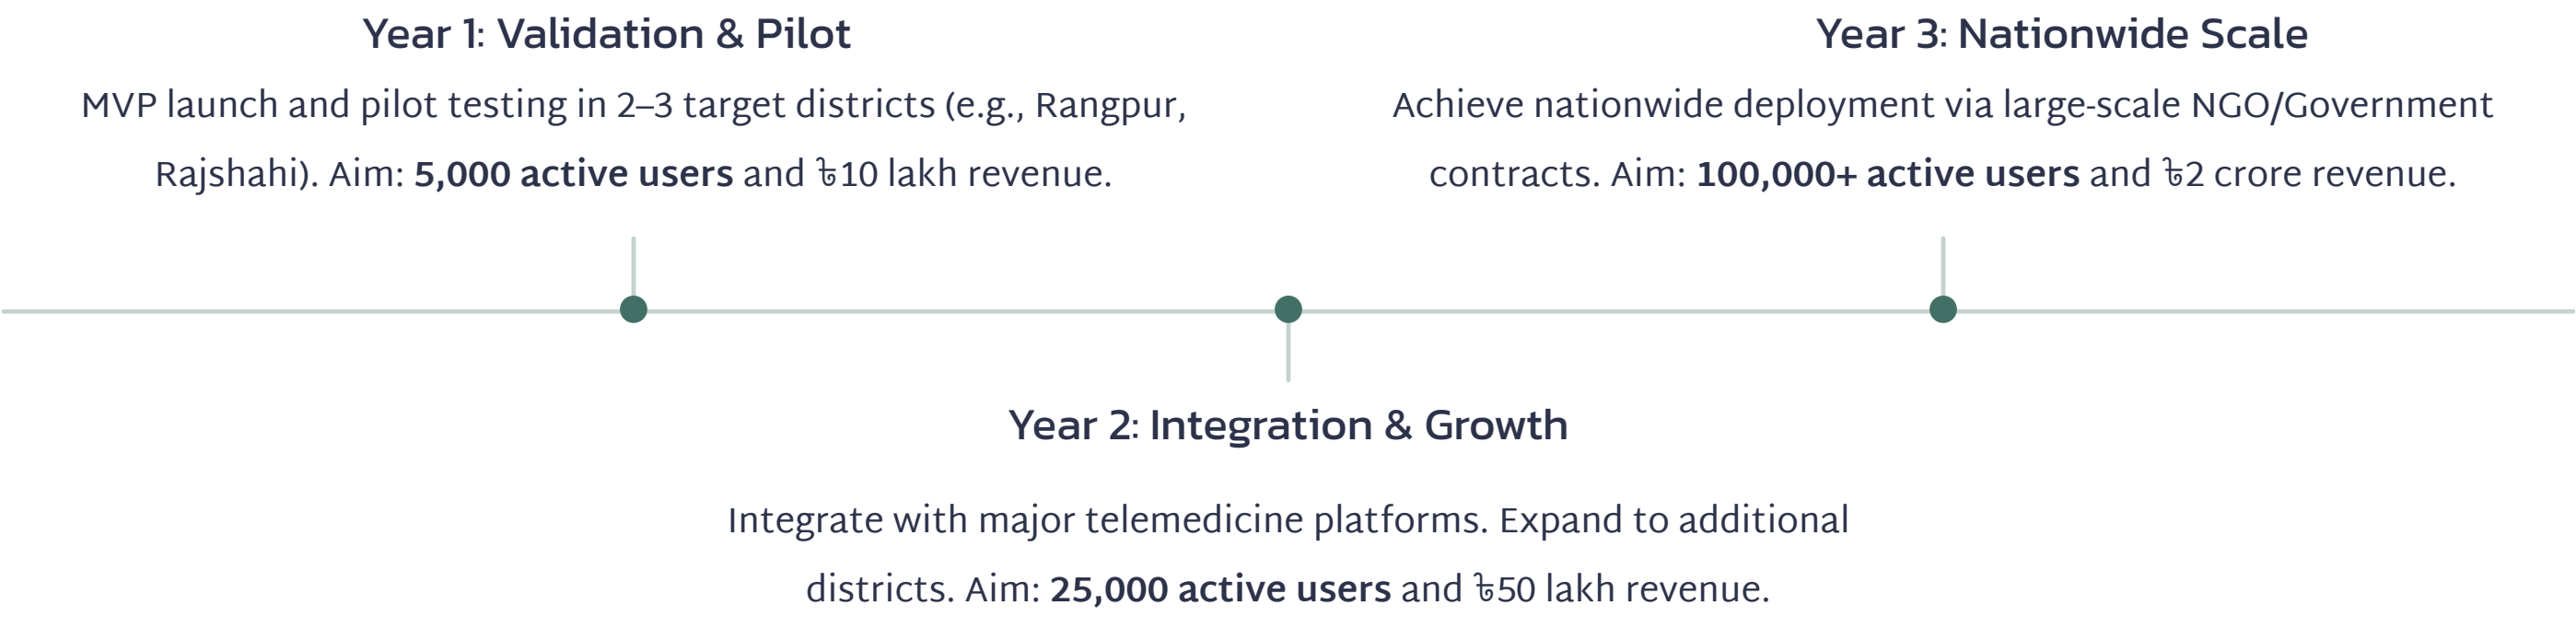 Year 1: Validation & Pilot
MVP launch and pilot testing in 2–3 target districts (e.g., Rangpur,
Rajshahi). Aim: 5,000 active users and ৳10 lakh revenue.
Year 2: Integration & Growth
Integrate with major telemedicine platforms. Expand to additional
districts. Aim: 25,000 active users and ৳50 lakh revenue.
Year 3: Nationwide Scale
Achieve nationwide deployment via large-scale NGO/Government
contracts. Aim: 100,000+ active users and ৳2 crore revenue.